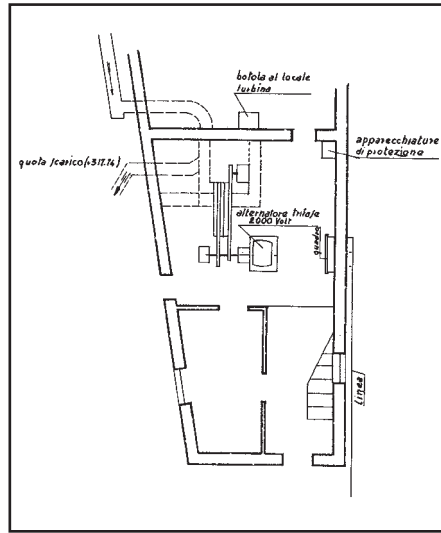 botola al locale
turbina
apparecchiature
di protezione
quota scarico (+317.74)
alternatore trifase
2000 Volt
quadro
Linea